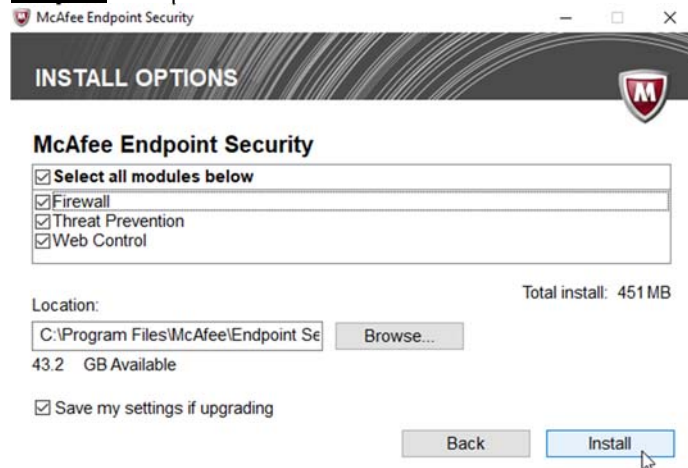 McAfee Endpoint Security
INSTALL OPTIONS
McAfee Endpoint Security
Select all modules below
Firewall
Threat Prevention
Web Control
Total install: 451 MB
Location:
C:\Program Files\McAfee\Endpoint Se
Browse...
43.2 GB Available
Save my settings if upgrading
Back
Install